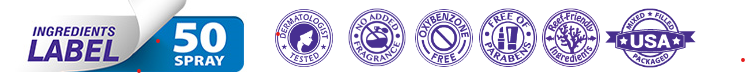 INGREDIENTS
LABEL
50
SPRAY
DERMATOLOGIST
TESTED
NO ADDED
FRAGRANCE
OXYBENZONE
FREE
FREE OF
PARABENS
Reef-Friendly
Ingredients
MIXED ★ FILLED
★ USA ★
PACKAGED